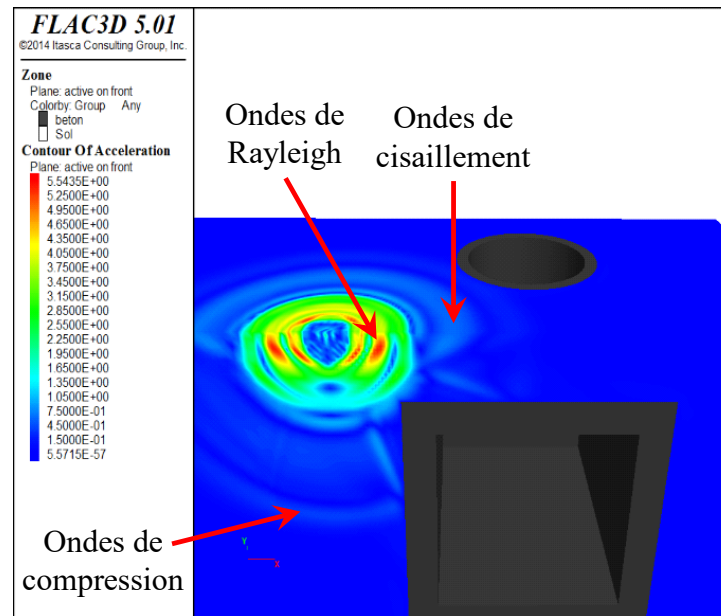 FLAC3D 5.01
©2014 Itasca Consulting Group, Inc.
Zone
Plane: active on front
Colorby: Group Any
beton
Sol
Contour Of Acceleration
Plane: active on front
5.5435E+00
5.2500E+00
4.9500E+00
4.6500E+00
4.3500E+00
4.0500E+00
3.7500E+00
3.4500E+00
3.1500E+00
2.8500E+00
2.5500E+00
2.2500E+00
1.9500E+00
1.6500E+00
1.3500E+00
1.0500E+00
7.5000E-01
4.5000E-01
1.5000E-01
5.5715E-57
Ondes de
Rayleigh
Ondes de
cisaillement
Ondes de
compression
Y
X